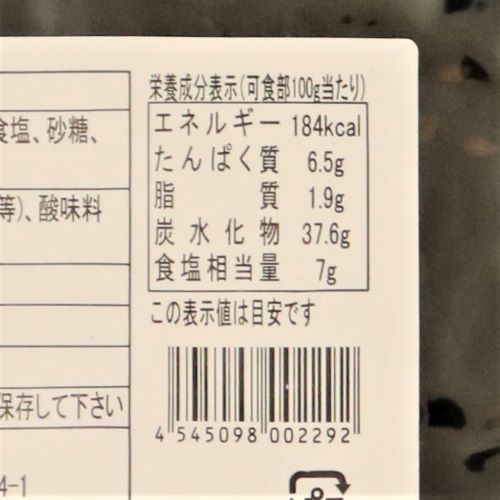 食塩、砂糖、
等)、酸味料
保存して下さい
4-1
栄養成分表示(可食部100g当たり)
エネルギー 184kcal
たんぱく質 6.5g
脂質 1.9g
炭水化物 37.6g
食塩相当量 7g
この表示値は目安です
4 545098 002292